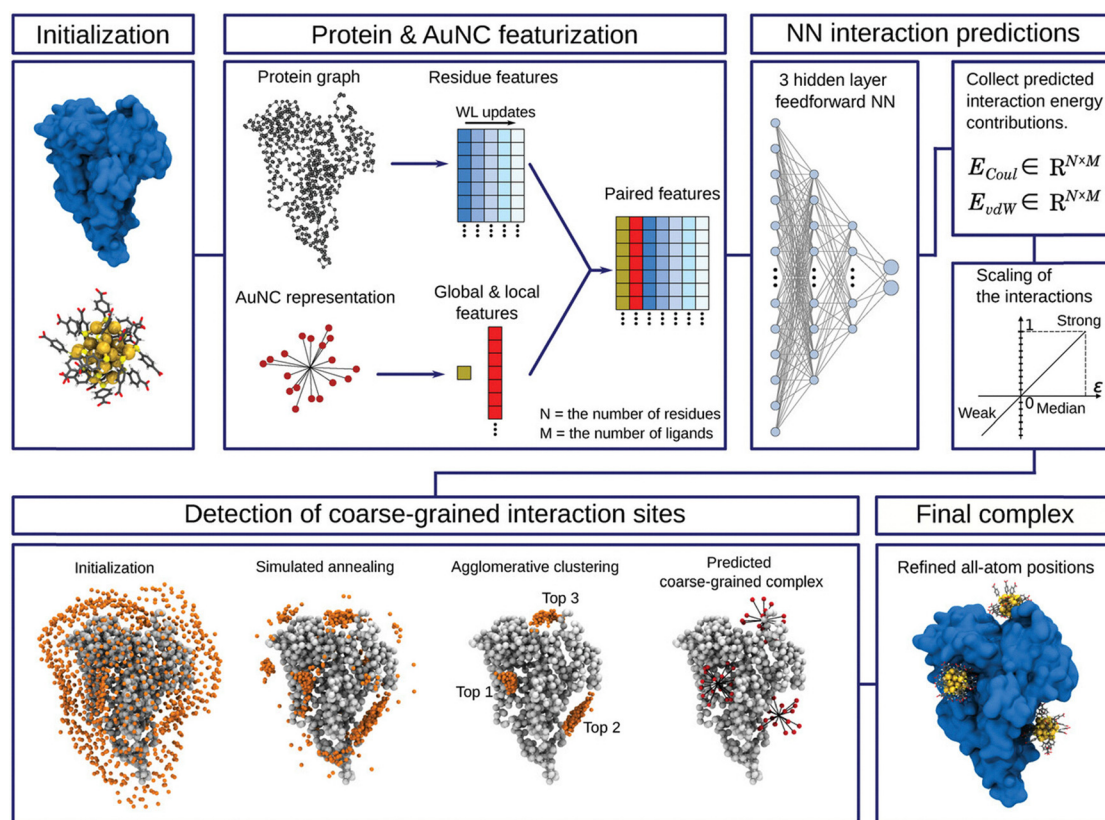 Initialization
Protein & AuNC featurization
NN interaction predictions
Protein graph
Residue features
WL updates
AuNC representation
Global & local
features
Paired features
N = the number of residues
M = the number of ligands
3 hidden layer
feedforward NN
Collect predicted
interaction energy
contributions.
E_Coul ∈ R^{N×M}
E_vdW ∈ R^{N×M}
Scaling of
the interactions
1
Strong
0
ε
Weak
Median
Detection of coarse-grained interaction sites
Final complex
Initialization
Simulated annealing
Agglomerative clustering
Predicted
coarse-grained complex
Top 3
Top 1
Top 2
Refined all-atom positions